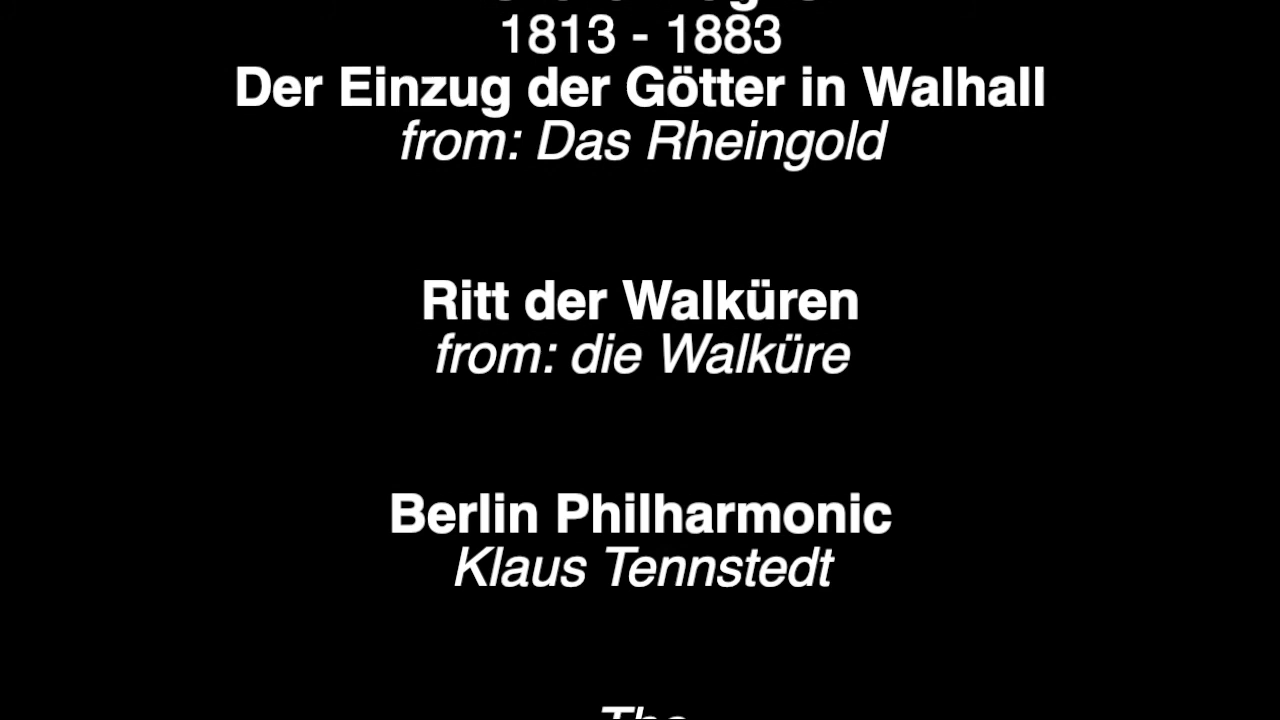 1813 - 1883
Der Einzug der Götter in Walhall
from: Das Rheingold
Ritt der Walküren
from: die Walküre
Berlin Philharmonic
Klaus Tennstedt
The